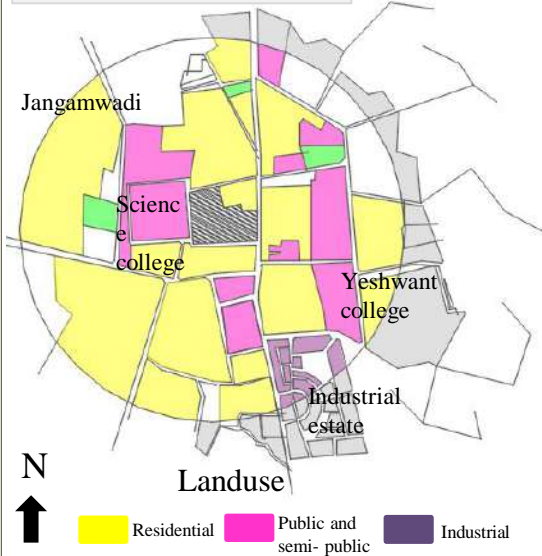 Jangamwadi
Scienc
e
college
Yeshwant
college
Industrial
estate
N
Landuse
Residential
Public and
semi- public
Industrial